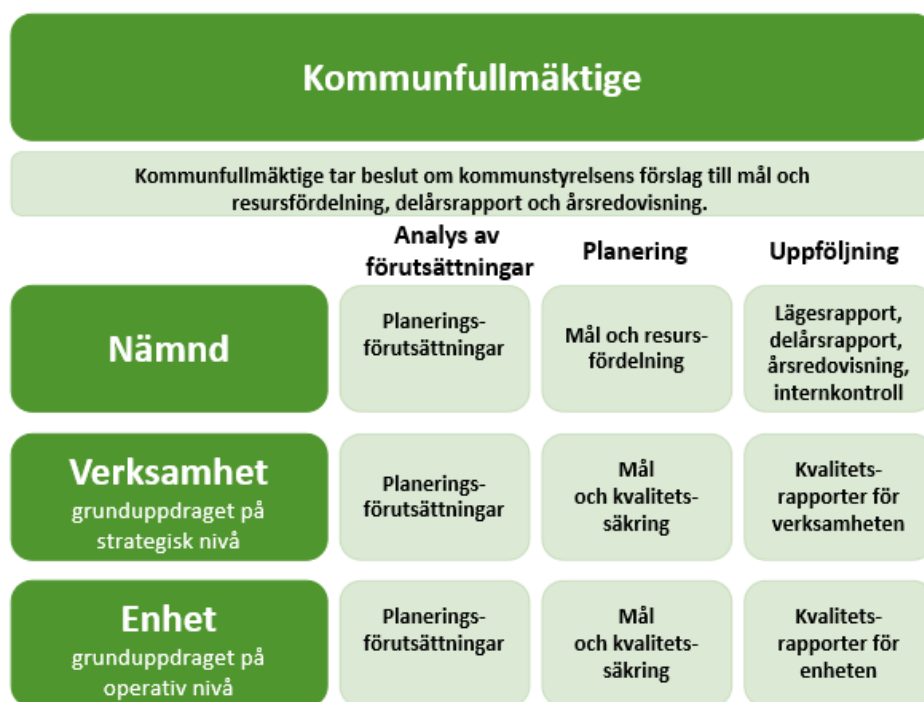 Kommunfullmäktige
Kommunfullmäktige tar beslut om kommunstyrelsens förslag till mål och
resursfördelning, delårsrapport och årsredovisning.
Analys av
förutsättningar
Planering
Uppföljning
Nämnd
Planerings-
förutsättningar
Mål och resurs-
fördelning
Lägesrapport,
delårsrapport,
årsredovisning,
internkontroll
Verksamhet
grunduppdraget på
strategisk nivå
Planerings-
förutsättningar
Mål
och kvalitets-
säkring
Kvalitets-
rapporter för
verksamheten
Enhet
grunduppdraget på
operativ nivå
Planerings-
förutsättningar
Mål
och kvalitets-
säkring
Kvalitets-
rapporter för
enheten